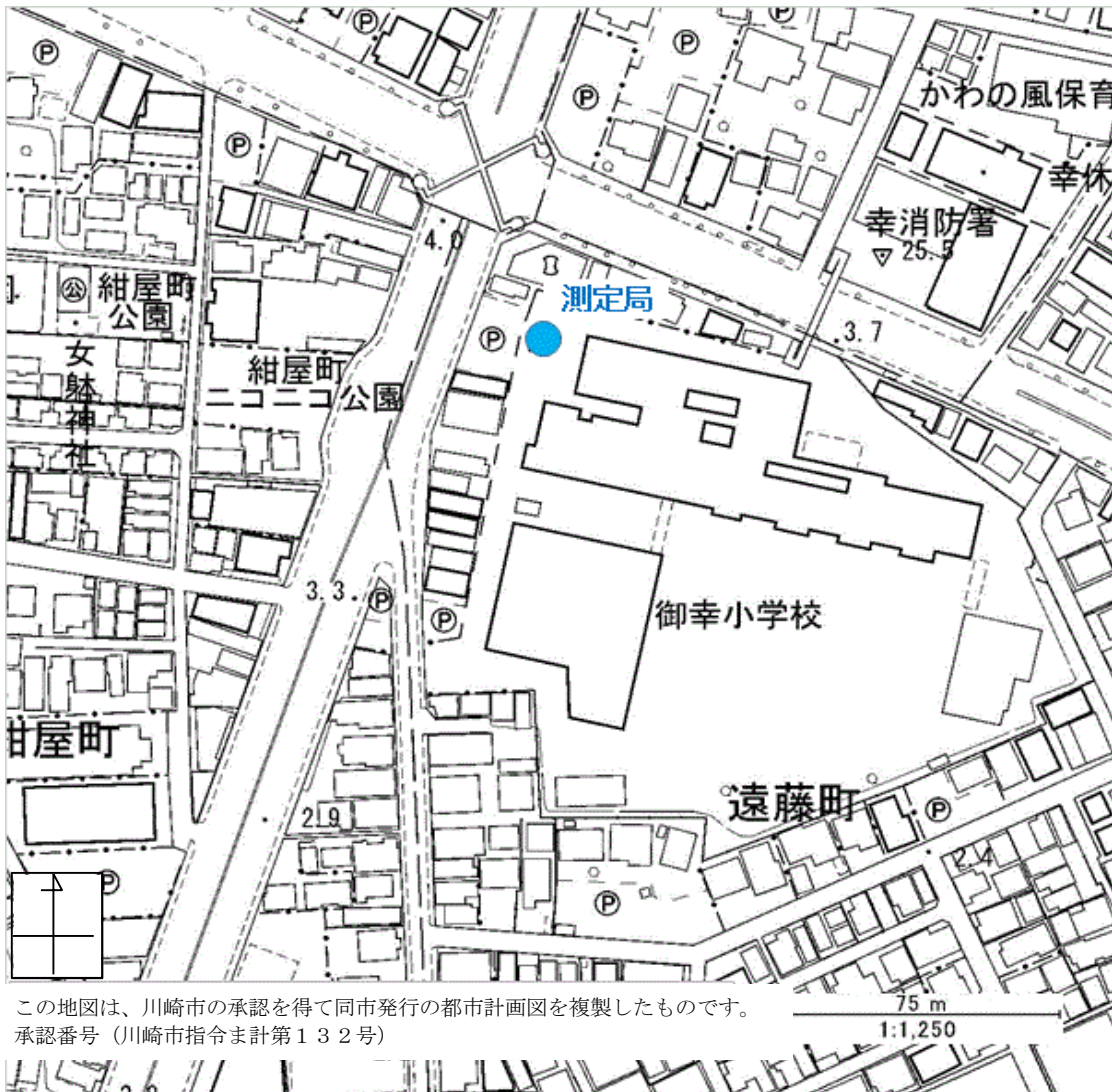 Ⓟ
Ⓟ
Ⓟ
Ⓟ
かわの風保育
Ⓟ
幸休
幸消防署
25.5
4.0
測定局
㊫
紺屋町
公園
3.7
Ⓟ
女躰神社
紺屋町
ニコニコ公園
3.3
Ⓟ
Ⓟ
御幸小学校
紺屋町
遠藤町
Ⓟ
2.9
2.4
Ⓟ
Ⓟ
この地図は、川崎市の承認を得て同市発行の都市計画図を複製したものです。
承認番号（川崎市指令ま計第１３２号）
75 m
1:1,250